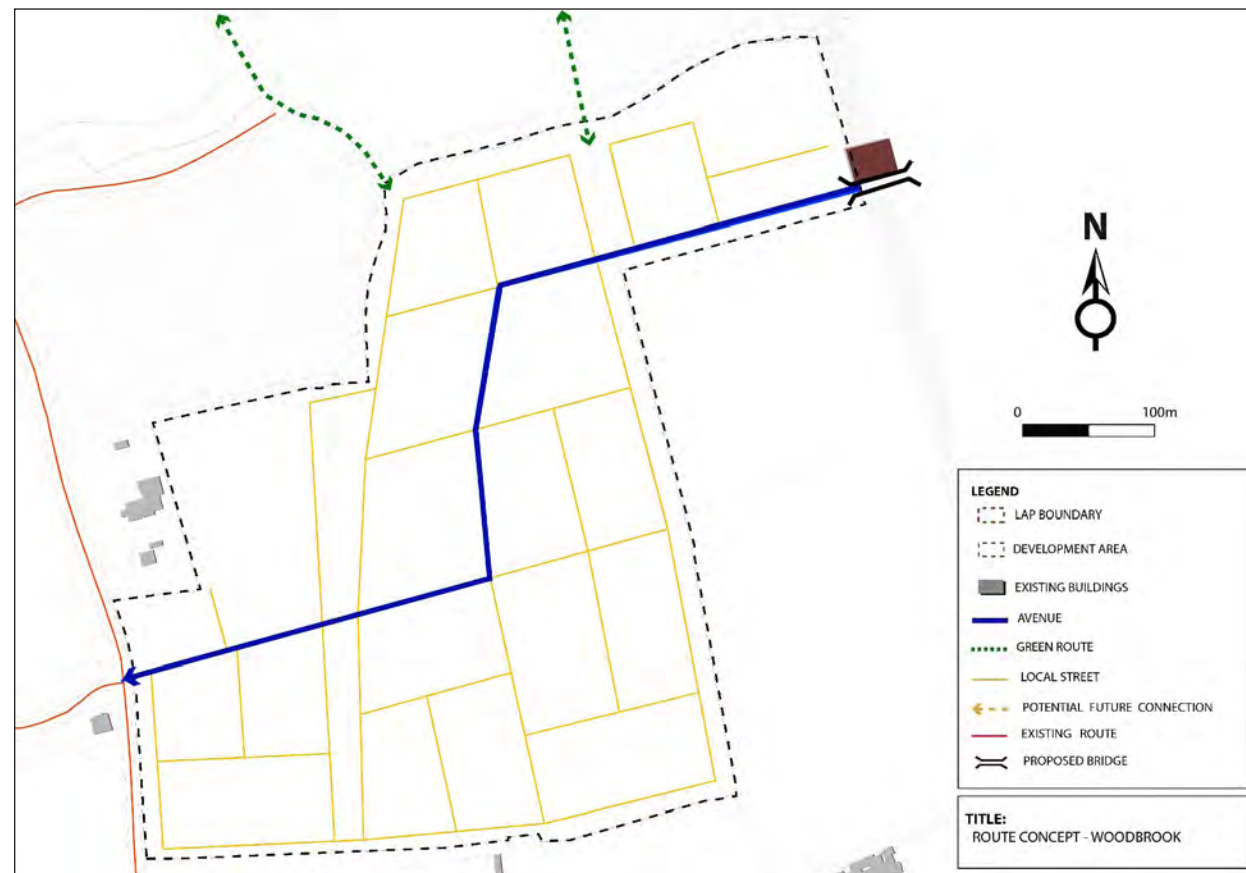 N
0 100m
LEGEND
LAP BOUNDARY
DEVELOPMENT AREA
EXISTING BUILDINGS
AVENUE
GREEN ROUTE
LOCAL STREET
POTENTIAL FUTURE CONNECTION
EXISTING ROUTE
PROPOSED BRIDGE
TITLE:
ROUTE CONCEPT - WOODBROOK